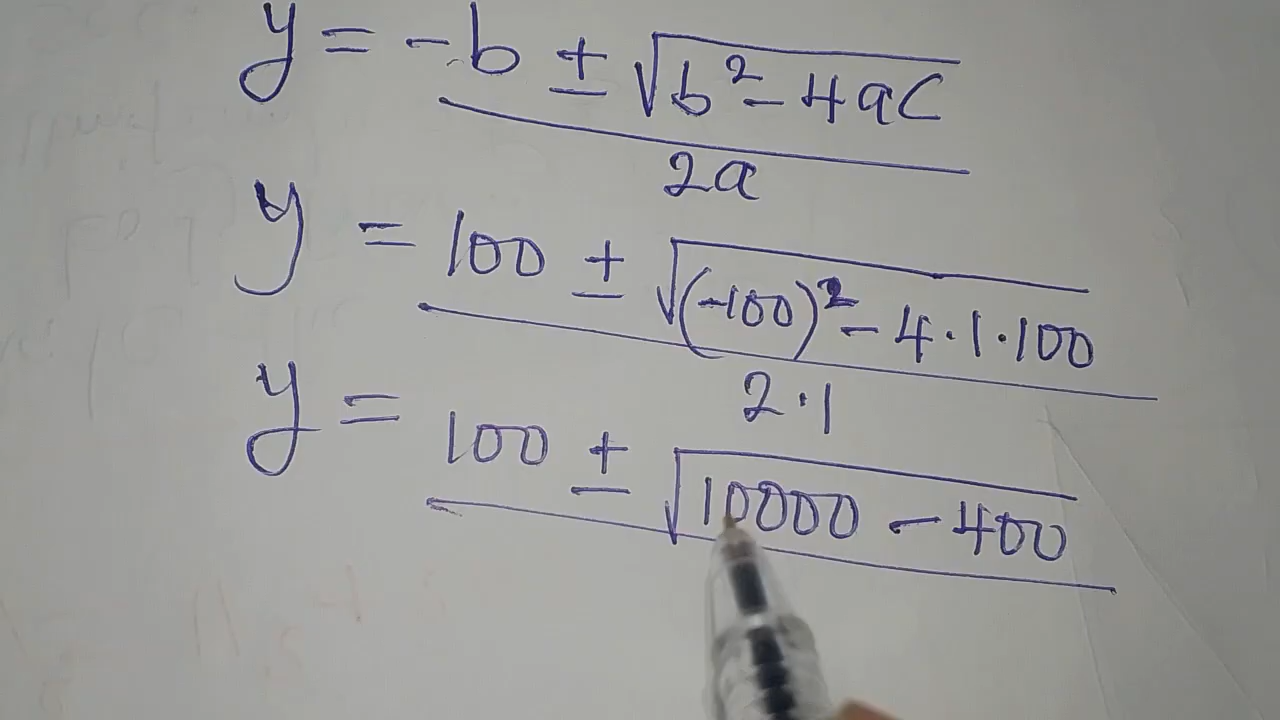 y = -b ± √b² - 4ac
2a
y = 100 ± √(-100)² - 4·1·100
2·1
y = 100 ± √10000 - 400